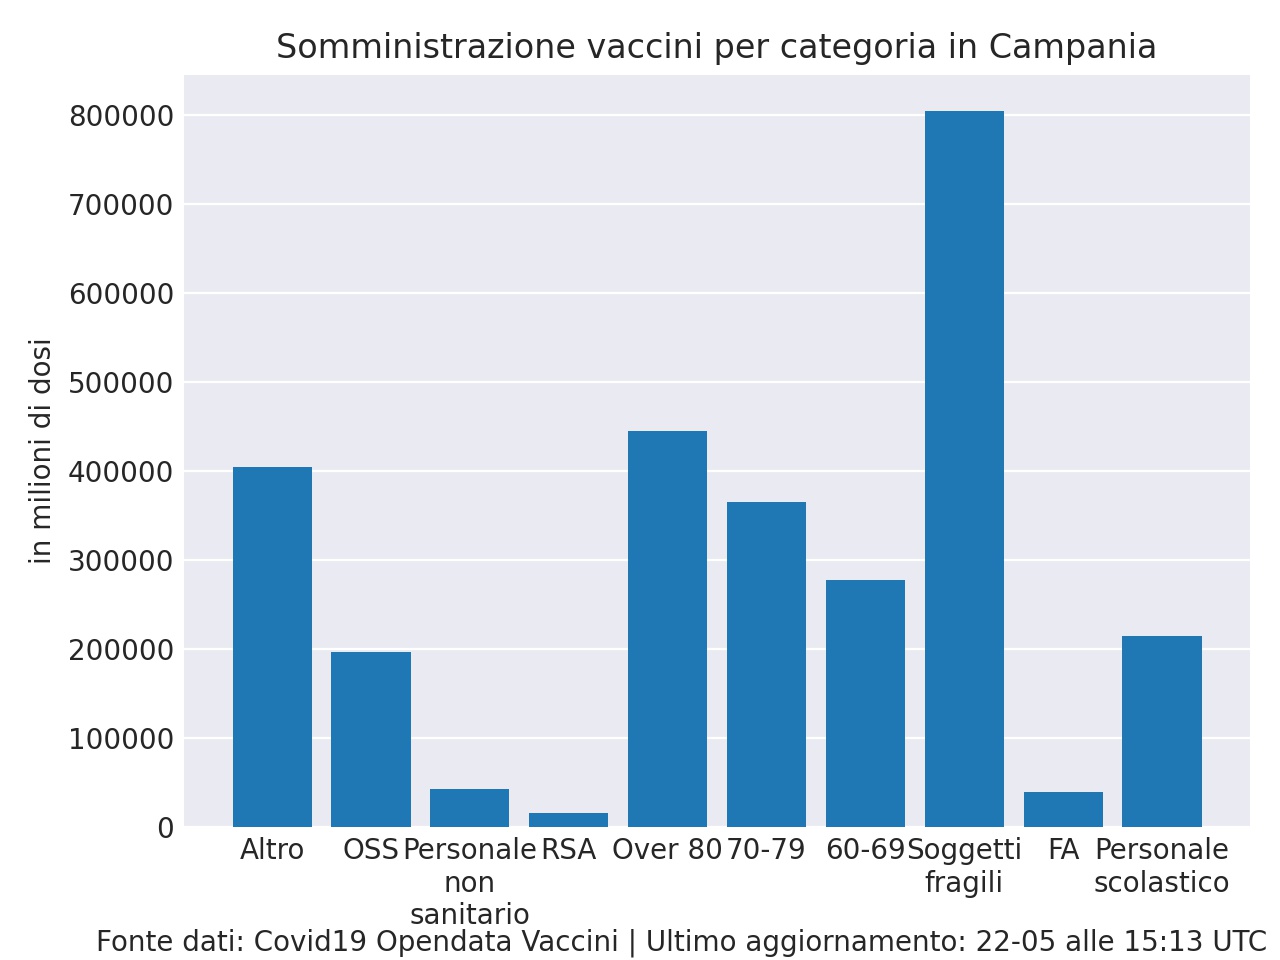 Somministrazione vaccini per categoria in Campania
in milioni di dosi
800000
700000
600000
500000
400000
300000
200000
100000
0
Altro
OSS
Personale
non
sanitario
RSA
Over 80
70-79
60-69
Soggetti
fragili
FA
Personale
scolastico
Fonte dati: Covid19 Opendata Vaccini | Ultimo aggiornamento: 22-05 alle 15:13 UTC